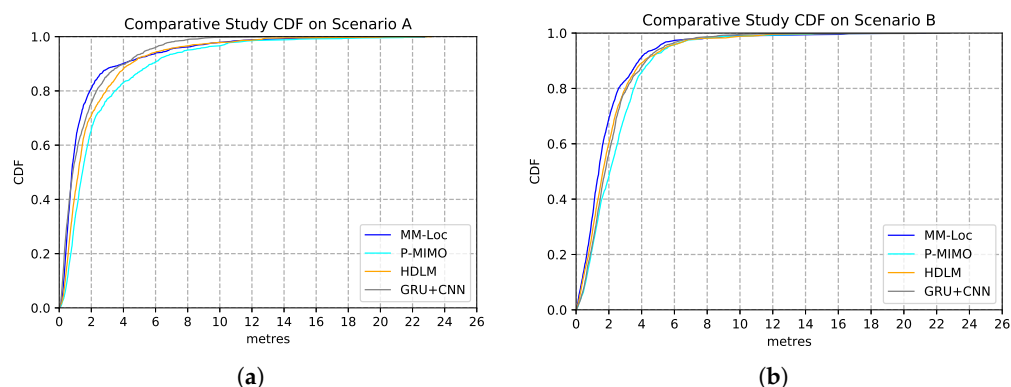 Comparative Study CDF on Scenario A
1.0
0.8
0.6
0.4
0.2
0.0
CDF
0 2 4 6 8 10 12 14 16 18 20 22 24 26
metres
MM-Loc
P-MIMO
HDLM
GRU+CNN
(a)
Comparative Study CDF on Scenario B
1.0
0.8
0.6
0.4
0.2
0.0
CDF
0 2 4 6 8 10 12 14 16 18 20 22 24 26
metres
MM-Loc
P-MIMO
HDLM
GRU+CNN
(b)